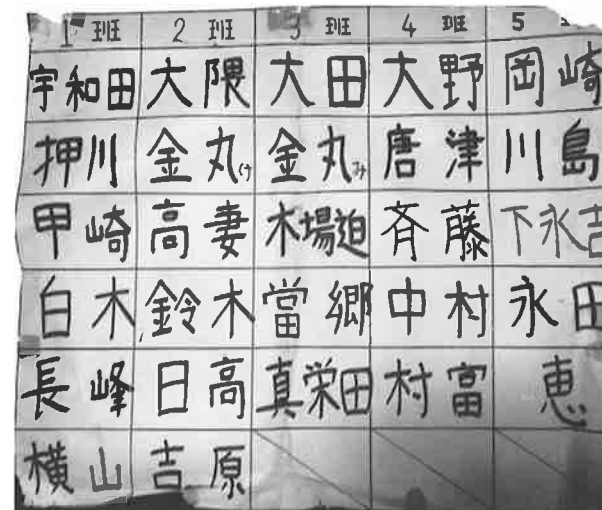 1 班 2 班 3 班 4 班 5
宇和田 大隈 大田 大野 岡崎
押川 金丸(け 金丸み 唐津 川島
甲崎 高妻 木場迫 斉藤 下永吉
白木 鈴木 當郷 中村 永田
長峰 日高 真栄田 村富 恵
横山 吉原